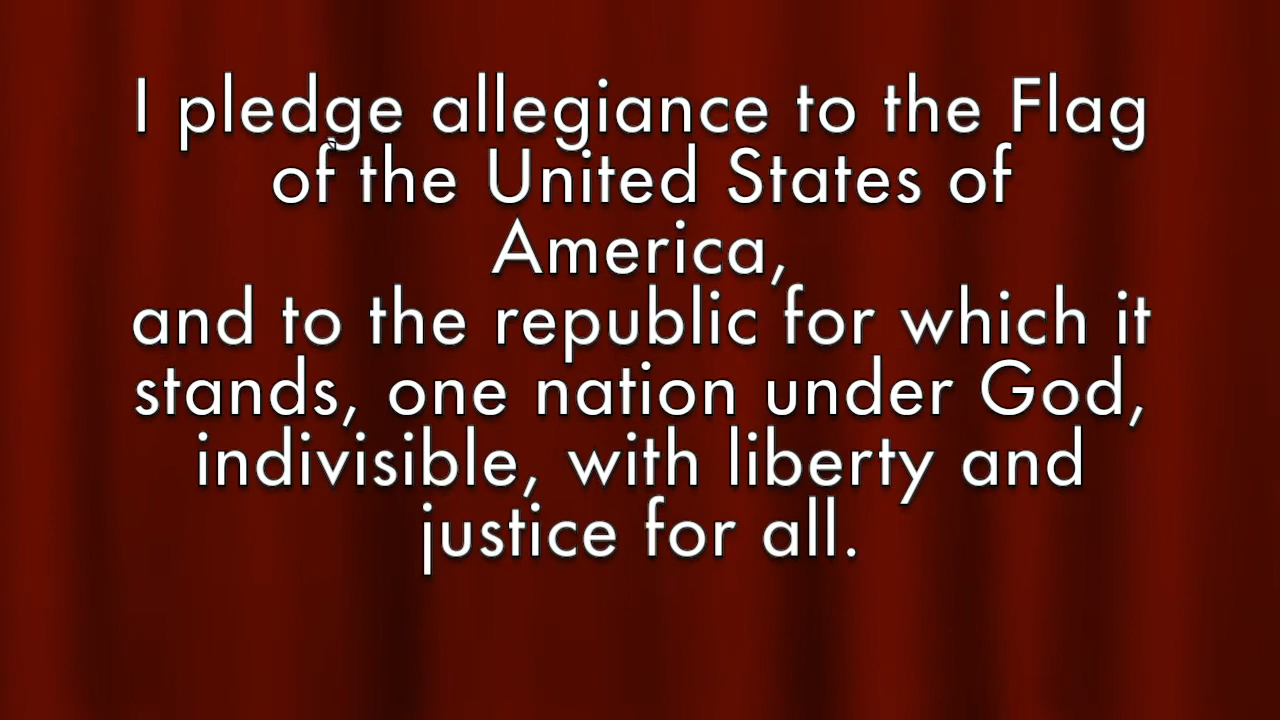 I pledge allegiance to the Flag
of the United States of
America,
and to the republic for which it
stands, one nation under God,
indivisible, with liberty and
justice for all.